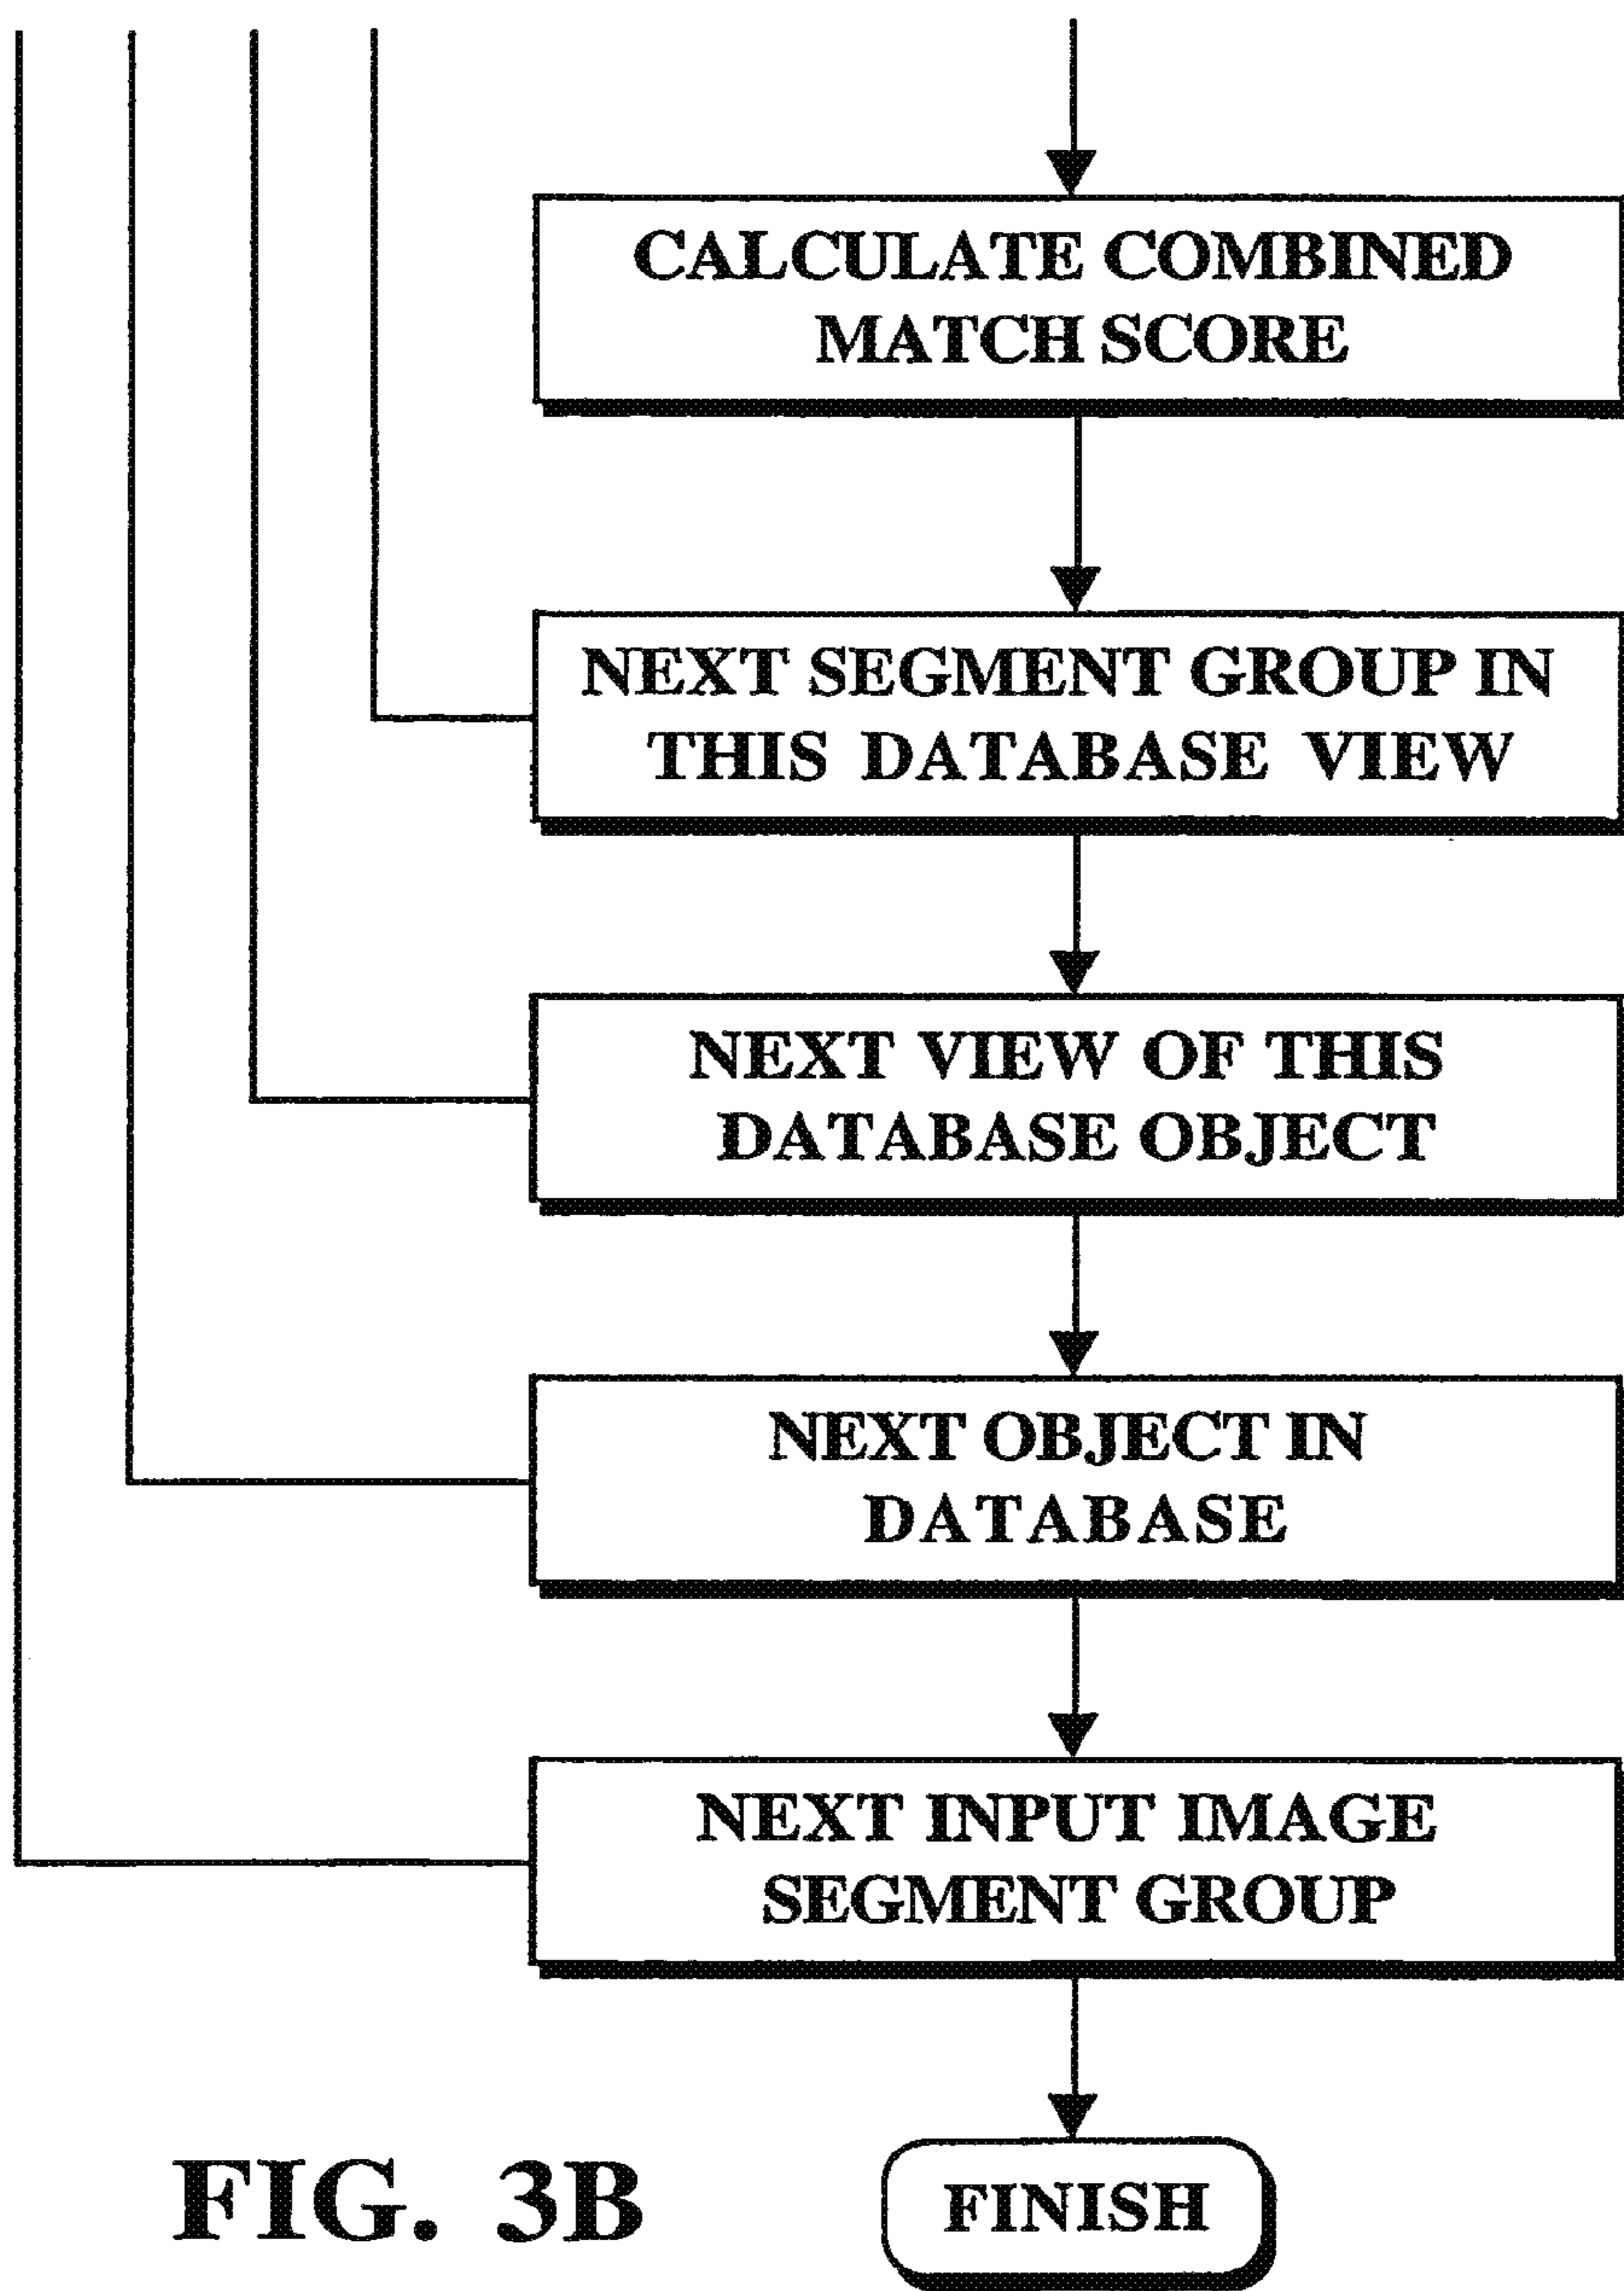 CALCULATE COMBINED
MATCH SCORE
NEXT SEGMENT GROUP IN
THIS DATABASE VIEW
NEXT VIEW OF THIS
DATABASE OBJECT
NEXT OBJECT IN
DATABASE
NEXT INPUT IMAGE
SEGMENT GROUP
FINISH
FIG. 3B